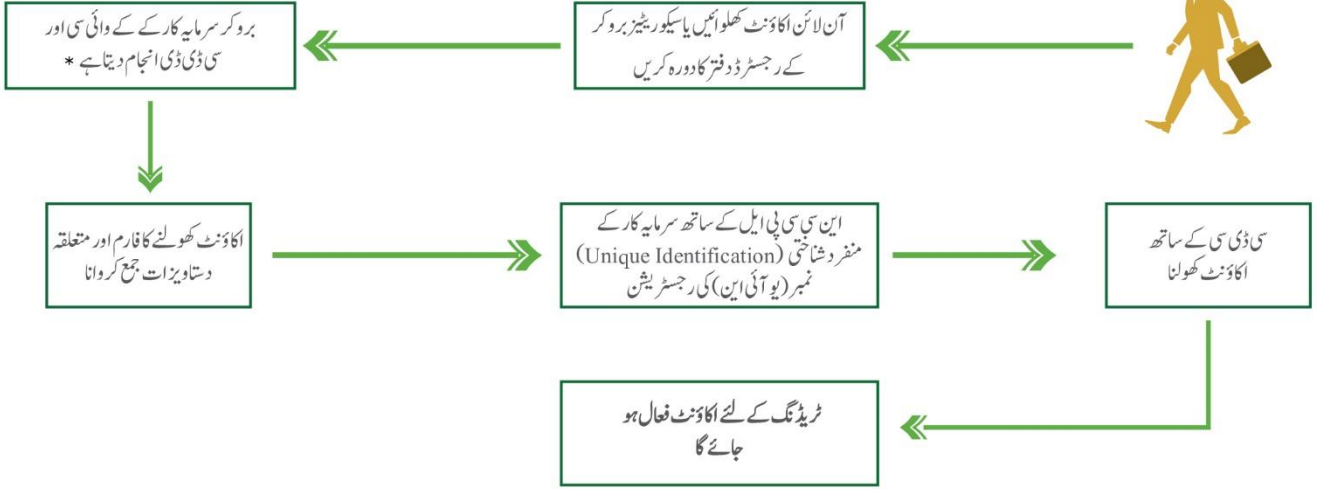 آن لائن اکاؤنٹ کھلوائیں یا سیکوریٹیز بروکر
کے رجسٹرڈ دفتر کا دورہ کریں
بروکر سرمایہ کار کے کے وائی سی اور
سی ڈی ڈی انجام دیتا ہے *
اکاؤنٹ کھولنے کا فارم اور متعلقہ
دستاویزات جمع کروانا
این سی سی پی ایل کے ساتھ سرمایہ کار کے
منفرد شناختی (Unique Identification)
نمبر (یو آئی این) کی رجسٹریشن
سی ڈی سی کے ساتھ
اکاؤنٹ کھولنا
ٹریڈنگ کے لئے اکاؤنٹ فعال ہو
جائے گا